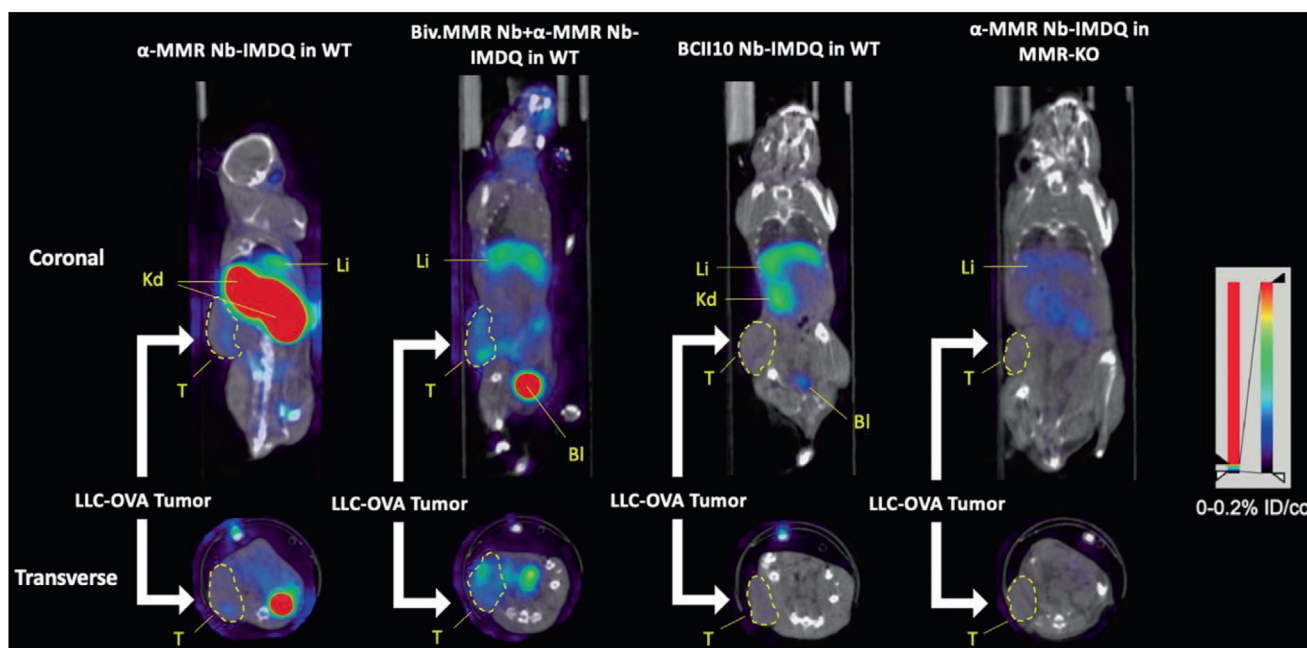 α-MMR Nb-IMDQ in WT
Biv.MMR Nb+α-MMR Nb-
IMDQ in WT
BCII10 Nb-IMDQ in WT
α-MMR Nb-IMDQ in
MMR-KO
Coronal
Kd
Li
T
Li
T
Bl
Li
Kd
T
Bl
Li
T
0-0.2% ID/cc
LLC-OVA Tumor
LLC-OVA Tumor
LLC-OVA Tumor
LLC-OVA Tumor
Transverse
T
T
T
T